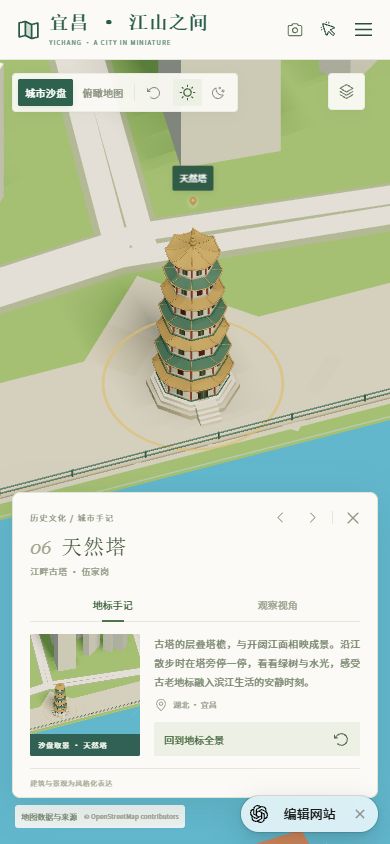 宜昌 · 江山之间
YICHANG · A CITY IN MINIATURE
城市沙盘 俯瞰地图
天然塔
历史文化 / 城市手记
06 天然塔
江畔古塔 · 伍家岗
地标手记 观察视角
古塔的层叠塔檐，与开阔江面相映成景。沿江
散步时在塔旁停一停，看看绿树与水光，感受
古老地标融入滨江生活的安静时刻。
湖北 · 宜昌
沙盘取景 · 天然塔
回到地标全景
建筑与景观为风格化表达
地图数据与来源 © OpenStreetMap contributors
编辑网站